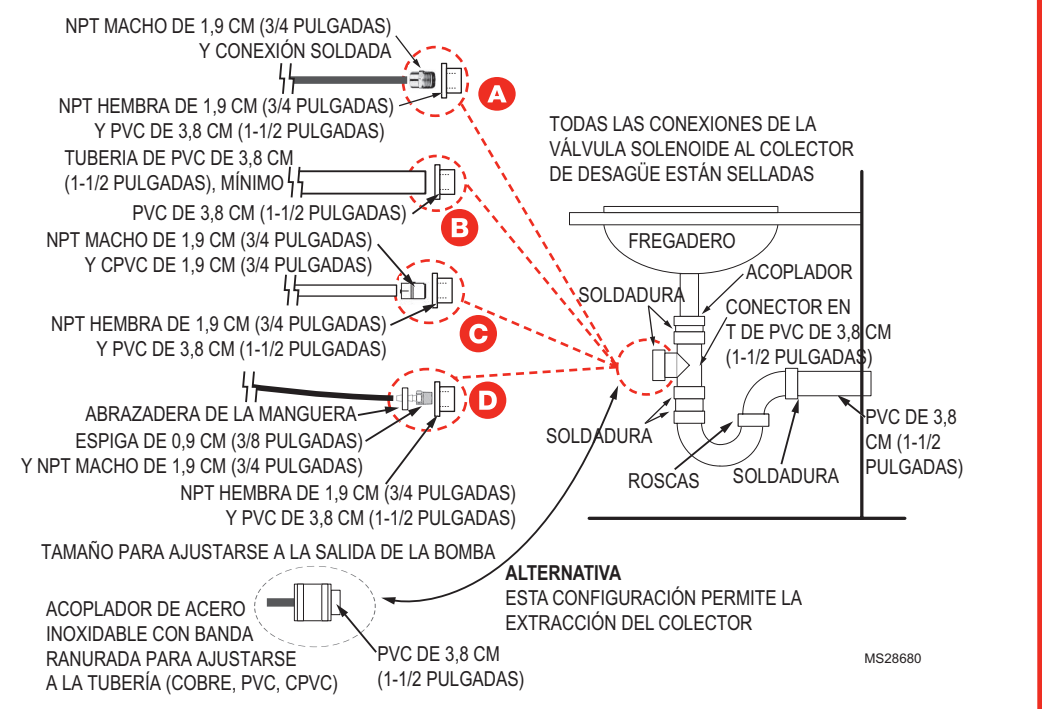 NPT MACHO DE 1,9 CM (3/4 PULGADAS)
Y CONEXIÓN SOLDADA
A
NPT HEMBRA DE 1,9 CM (3/4 PULGADAS)
Y PVC DE 3,8 CM (1-1/2 PULGADAS)
TUBERIA DE PVC DE 3,8 CM
(1-1/2 PULGADAS), MÍNIMO
PVC DE 3,8 CM (1-1/2 PULGADAS)
B
NPT MACHO DE 1,9 CM (3/4 PULGADAS)
Y CPVC DE 1,9 CM (3/4 PULGADAS)
NPT HEMBRA DE 1,9 CM (3/4 PULGADAS)
Y PVC DE 3,8 CM (1-1/2 PULGADAS)
C
D
ABRAZADERA DE LA MANGUERA
ESPIGA DE 0,9 CM (3/8 PULGADAS)
Y NPT MACHO DE 1,9 CM (3/4 PULGADAS)
NPT HEMBRA DE 1,9 CM (3/4 PULGADAS)
Y PVC DE 3,8 CM (1-1/2 PULGADAS)
TODAS LAS CONEXIONES DE LA
VÁLVULA SOLENOIDE AL COLECTOR
DE DESAGÜE ESTÁN SELLADAS
FREGADERO
ACOPLADOR
SOLDADURA
CONECTOR EN
T DE PVC DE 3,8 CM
(1-1/2 PULGADAS)
SOLDADURA
ROSCAS
SOLDADURA
PVC DE 3,8
CM (1-1/2
PULGADAS)
TAMAÑO PARA AJUSTARSE A LA SALIDA DE LA BOMBA
ACOPLADOR DE ACERO
INOXIDABLE CON BANDA
RANURADA PARA AJUSTARSE
A LA TUBERÍA (COBRE, PVC, CPVC)
PVC DE 3,8 CM
(1-1/2 PULGADAS)
ALTERNATIVA
ESTA CONFIGURACIÓN PERMITE LA
EXTRACCIÓN DEL COLECTOR
MS28680